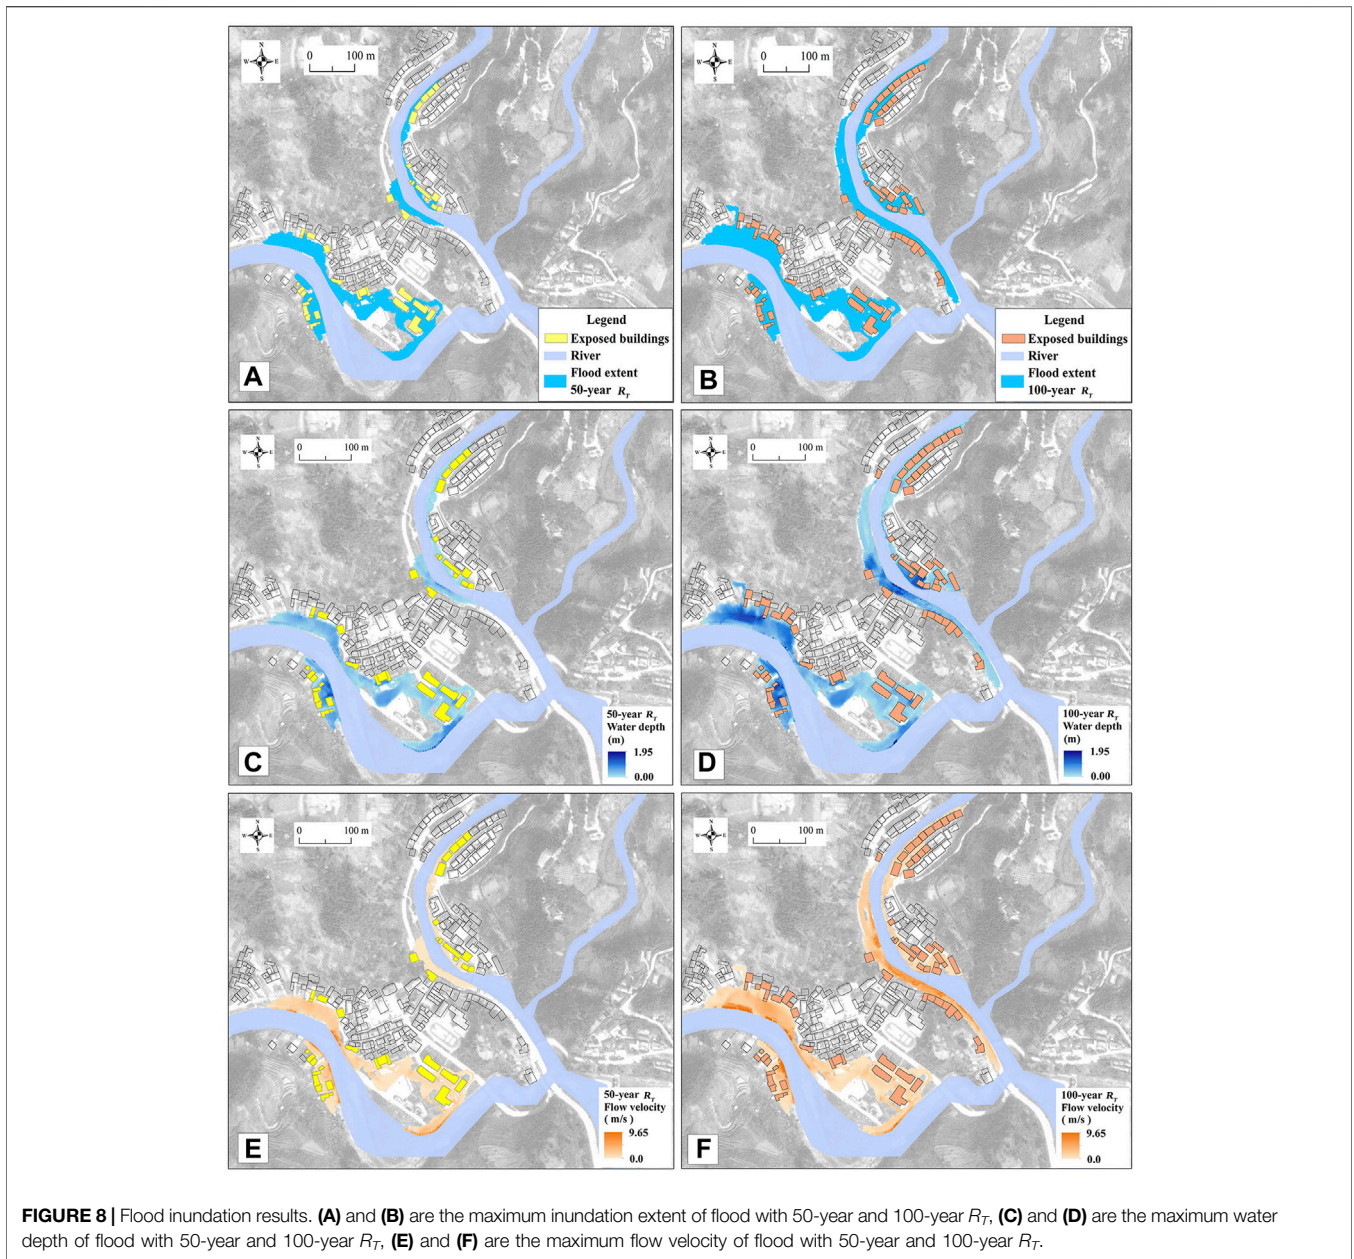 N
W E
S
0 100 m
Legend
Exposed buildings
River
Flood extent
50-year R_T
A
N
W E
S
0 100 m
Legend
Exposed buildings
River
Flood extent
100-year R_T
B
N
W E
S
0 100 m
50-year R_T
Water depth
(m)
1.95
0.00
C
N
W E
S
0 100 m
100-year R_T
Water depth
(m)
1.95
0.00
D
N
W E
S
0 100 m
50-year R_T
Flow velocity
( m/s )
9.65
0.0
E
N
W E
S
0 100 m
100-year R_T
Flow velocity
( m/s )
9.65
0.0
F
FIGURE 8 | Flood inundation results. (A) and (B) are the maximum inundation extent of flood with 50-year and 100-year R_T, (C) and (D) are the maximum water
depth of flood with 50-year and 100-year R_T, (E) and (F) are the maximum flow velocity of flood with 50-year and 100-year R_T.